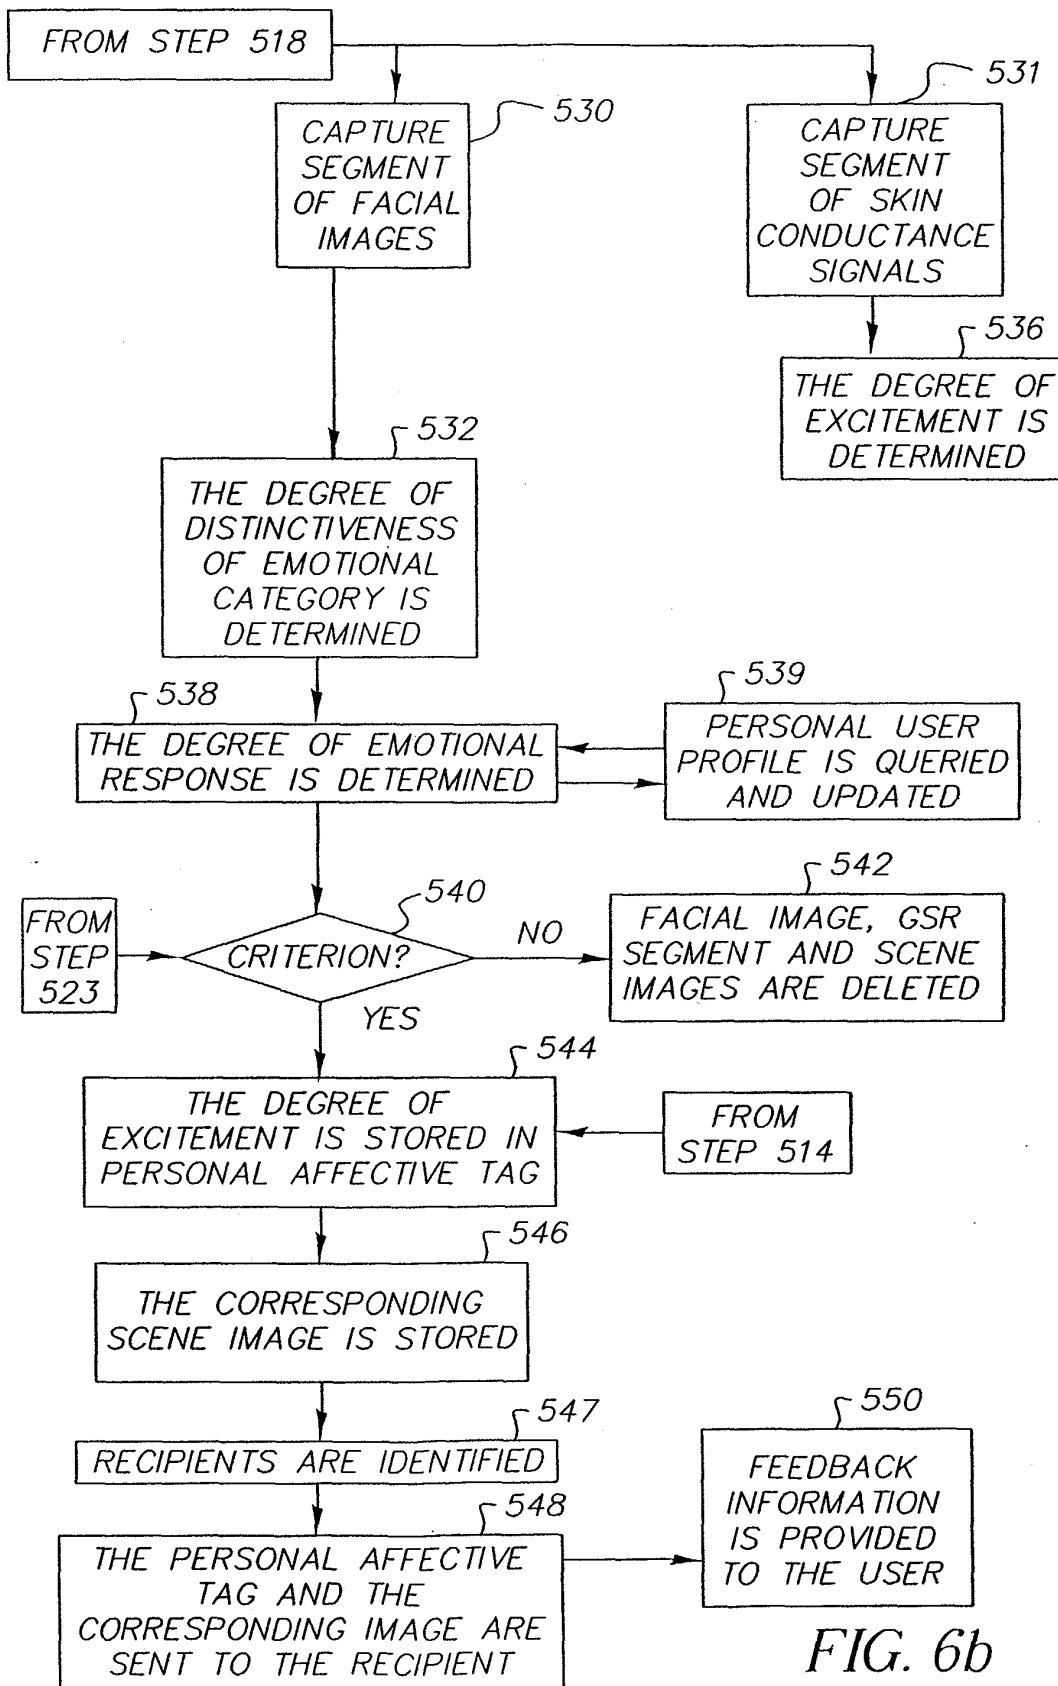 FROM STEP 518
530
CAPTURE
SEGMENT
OF FACIAL
IMAGES
531
CAPTURE
SEGMENT
OF SKIN
CONDUCTANCE
SIGNALS
536
THE DEGREE OF
EXCITEMENT IS
DETERMINED
532
THE DEGREE OF
DISTINCTIVENESS
OF EMOTIONAL
CATEGORY IS
DETERMINED
538
THE DEGREE OF EMOTIONAL
RESPONSE IS DETERMINED
539
PERSONAL USER
PROFILE IS QUERIED
AND UPDATED
FROM
STEP
523
540
CRITERION?
NO
YES
542
FACIAL IMAGE, GSR
SEGMENT AND SCENE
IMAGES ARE DELETED
544
THE DEGREE OF
EXCITEMENT IS STORED IN
PERSONAL AFFECTIVE TAG
FROM
STEP 514
546
THE CORRESPONDING
SCENE IMAGE IS STORED
547
RECIPIENTS ARE IDENTIFIED
548
THE PERSONAL AFFECTIVE
TAG AND THE
CORRESPONDING IMAGE ARE
SENT TO THE RECIPIENT
550
FEEDBACK
INFORMATION
IS PROVIDED
TO THE USER
FIG. 6b